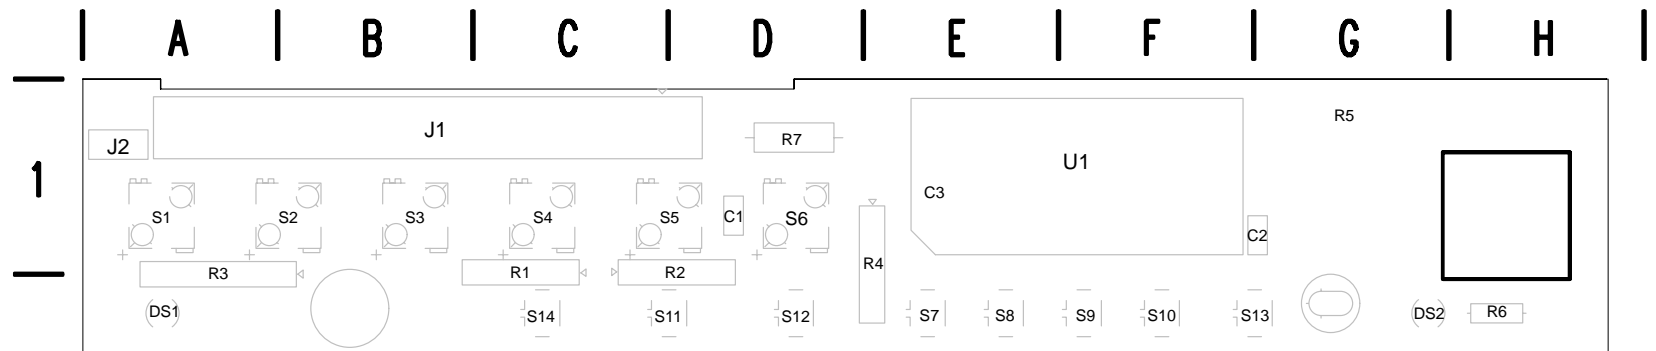 A B C D E F G H
R5
J1
R7
J2
1
U1
C3
S1 S2 S3 S4 S5 C1 S6
C2
R4
R3 R1 R2
DS1 S14 S11 S12 S7 S8 S9 S10 S13 DS2 R6